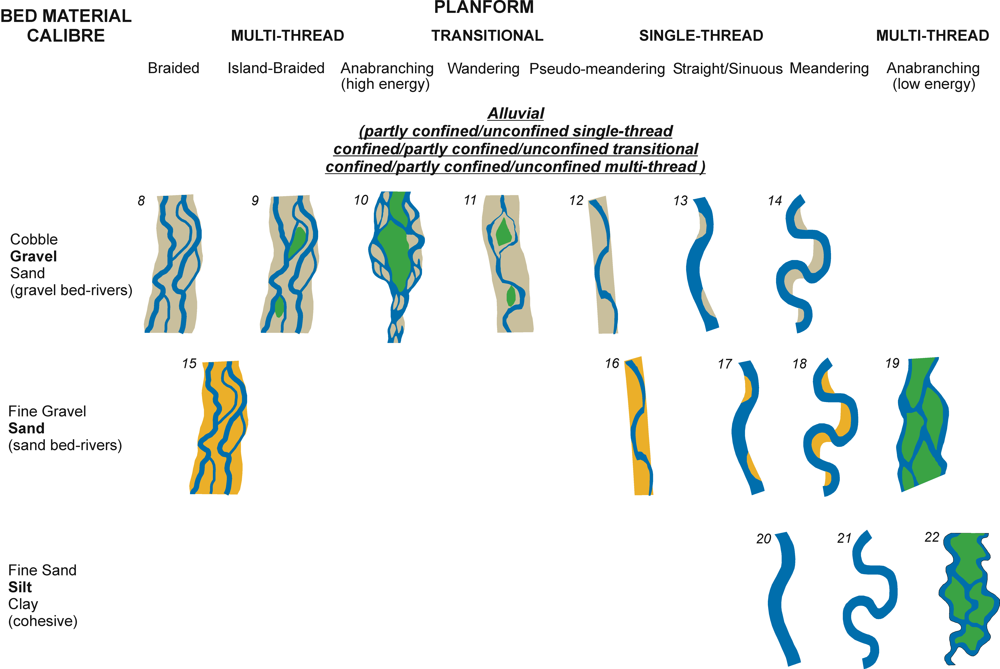 BED MATERIAL
CALIBRE
PLANFORM
MULTI-THREAD
TRANSITIONAL
SINGLE-THREAD
MULTI-THREAD
Braided
Island-Braided
Anabranching
(high energy)
Wandering
Pseudo-meandering
Straight/Sinuous
Meandering
Anabranching
(low energy)
Alluvial
(partly confined/unconfined single-thread
confined/partly confined/unconfined transitional
confined/partly confined/unconfined multi-thread )
Cobble
Gravel
Sand
(gravel bed-rivers)
8
9
10
11
12
13
14
Fine Gravel
Sand
(sand bed-rivers)
15
16
17
18
19
Fine Sand
Silt
Clay
(cohesive)
20
21
22